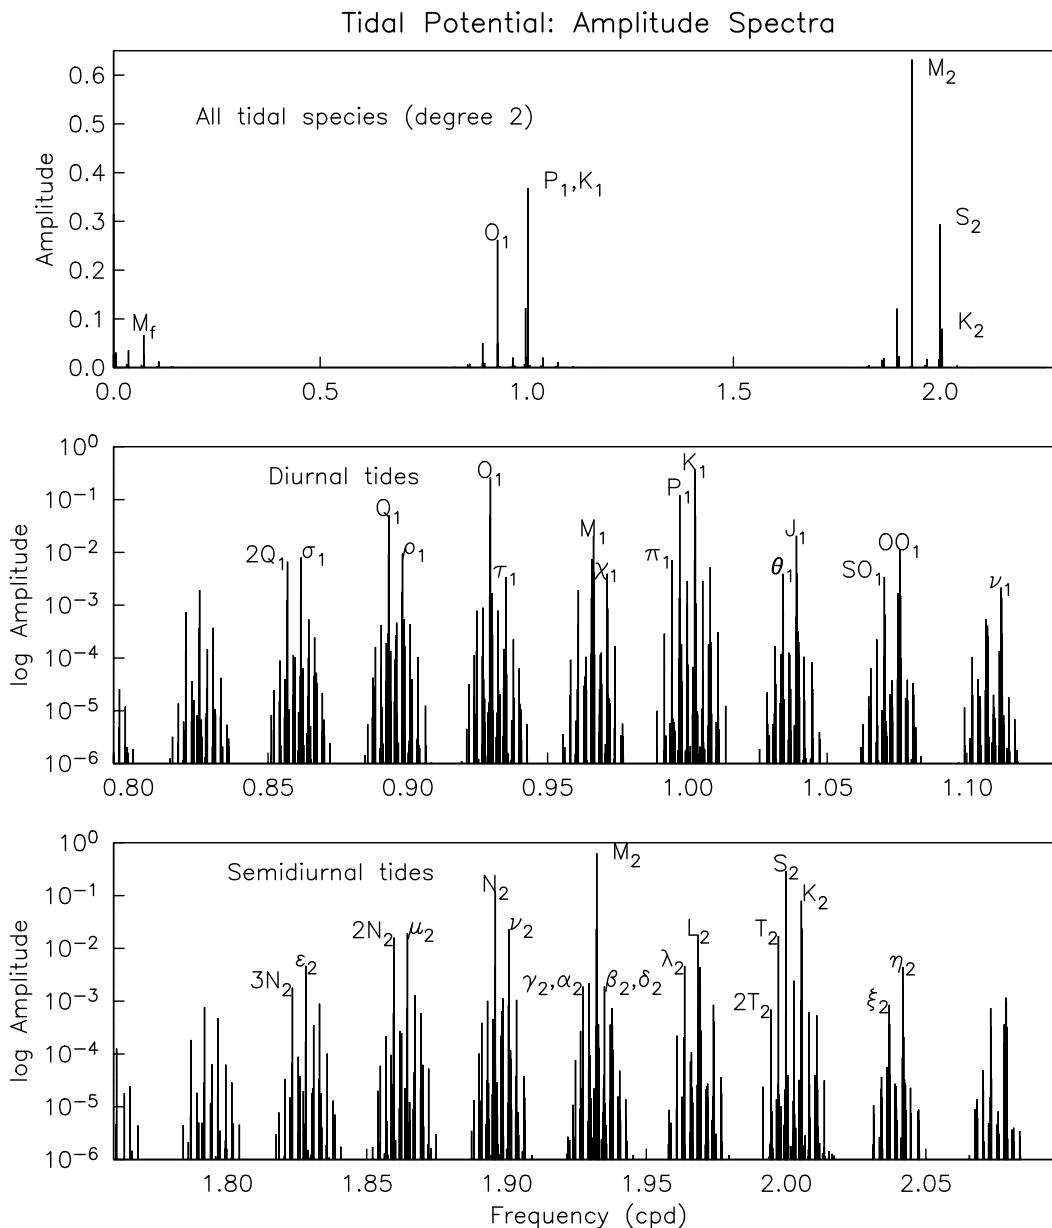 Tidal Potential: Amplitude Spectra
0.6
0.5
0.4
0.3
0.2
0.1
0.0
Amplitude
All tidal species (degree 2)
M₂
P₁,K₁
O₁
S₂
K₂
M_f
0.0 0.5 1.0 1.5 2.0
10⁰
10⁻¹
10⁻²
10⁻³
10⁻⁴
10⁻⁵
10⁻⁶
log Amplitude
Diurnal tides
2Q₁ σ₁ Q₁ ρ₁ O₁ τ₁ M₁ χ₁ π₁ P₁ K₁ θ₁ J₁ SO₁ OO₁ ν₁
0.80 0.85 0.90 0.95 1.00 1.05 1.10
10⁰
10⁻¹
10⁻²
10⁻³
10⁻⁴
10⁻⁵
10⁻⁶
log Amplitude
Semidiurnal tides
3N₂ ε₂ 2N₂ μ₂ N₂ ν₂ γ₂,α₂ M₂ β₂,δ₂ λ₂ L₂ 2T₂ T₂ S₂ K₂ ξ₂ η₂
1.80 1.85 1.90 1.95 2.00 2.05
Frequency (cpd)